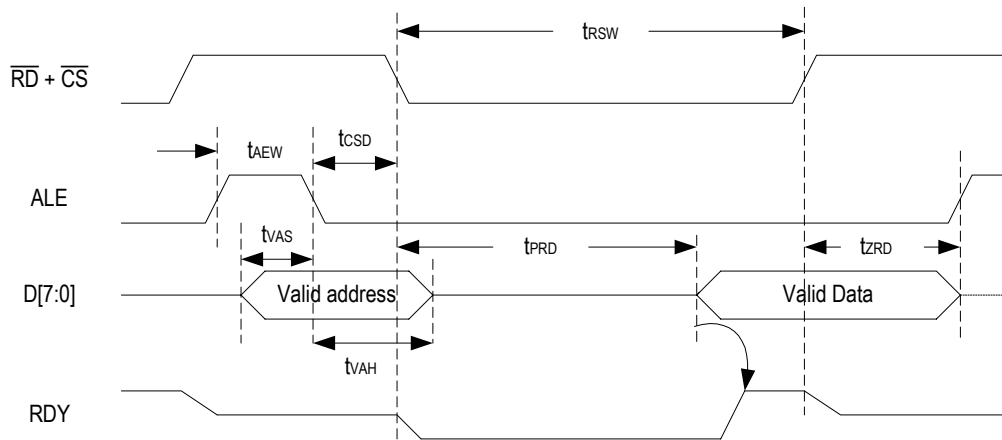 tRSW
RD + CS
tAEW
tCSD
ALE
tVAS
tPRD
tZRD
D[7:0]
Valid address
Valid Data
tVAH
RDY